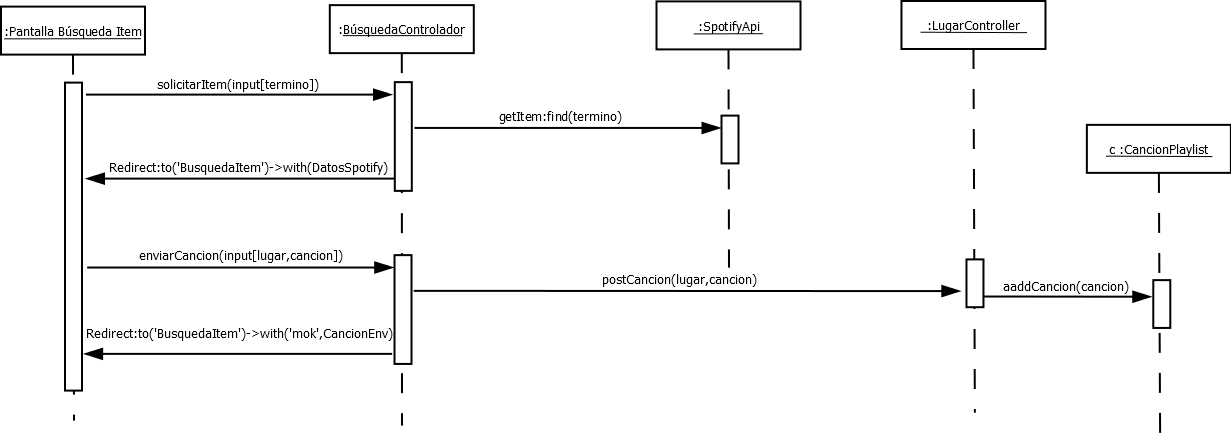 :Pantalla Búsqueda Item
:BúsquedaControlador
:SpotifyApi
:LugarController
solicitarItem(input[termino])
getItem:find(termino)
c :CancionPlaylist
Redirect:to('BusquedaItem')->with(DatosSpotify)
enviarCancion(input[lugar,cancion])
postCancion(lugar,cancion)
aaddCancion(cancion)
Redirect:to('BusquedaItem')->with('mok',CancionEnv)